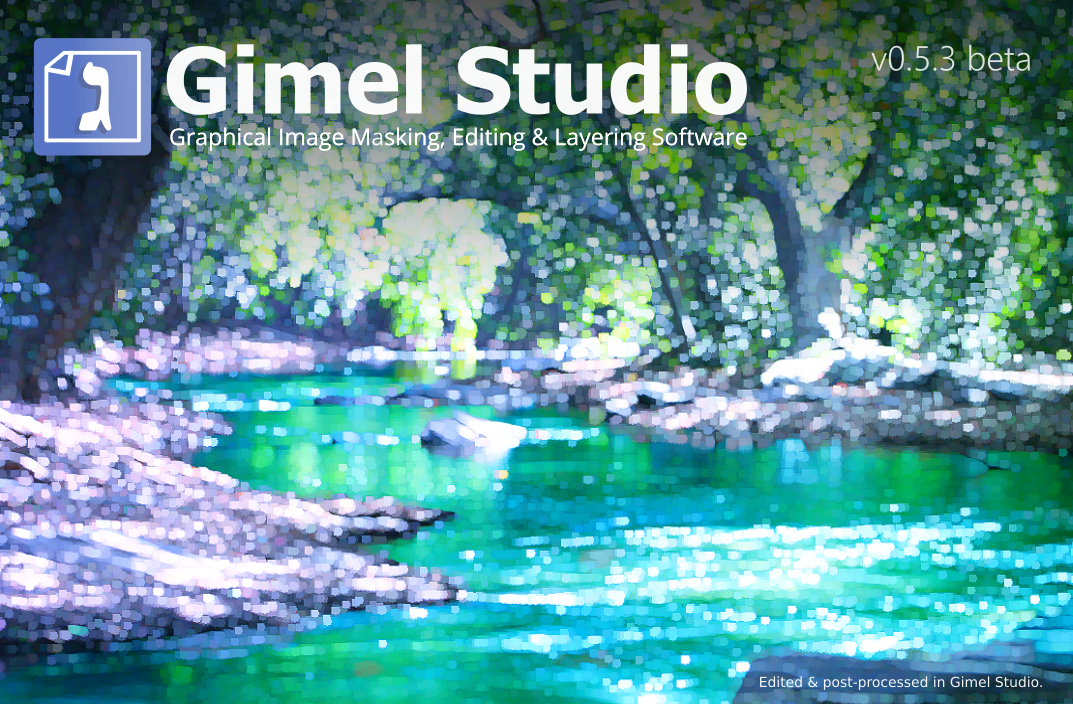 ג
Gimel Studio
v0.5.3 beta
Graphical Image Masking, Editing & Layering Software
Edited & post-processed in Gimel Studio.